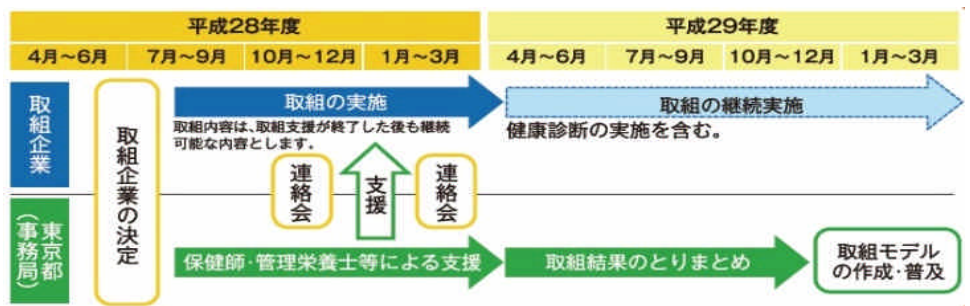 平成28年度
平成29年度
4月～6月
7月～9月
10月～12月
1月～3月
4月～6月
7月～9月
10月～12月
1月～3月
取組企業
取組企業の決定
取組の実施
取組内容は、取組支援が終了した後も継続
可能な内容とします。
取組の継続実施
健康診断の実施を含む。
連絡会
支援
連絡会
東京都
(事務局)
保健師・管理栄養士等による支援
取組結果のとりまとめ
取組モデル
の作成・普及